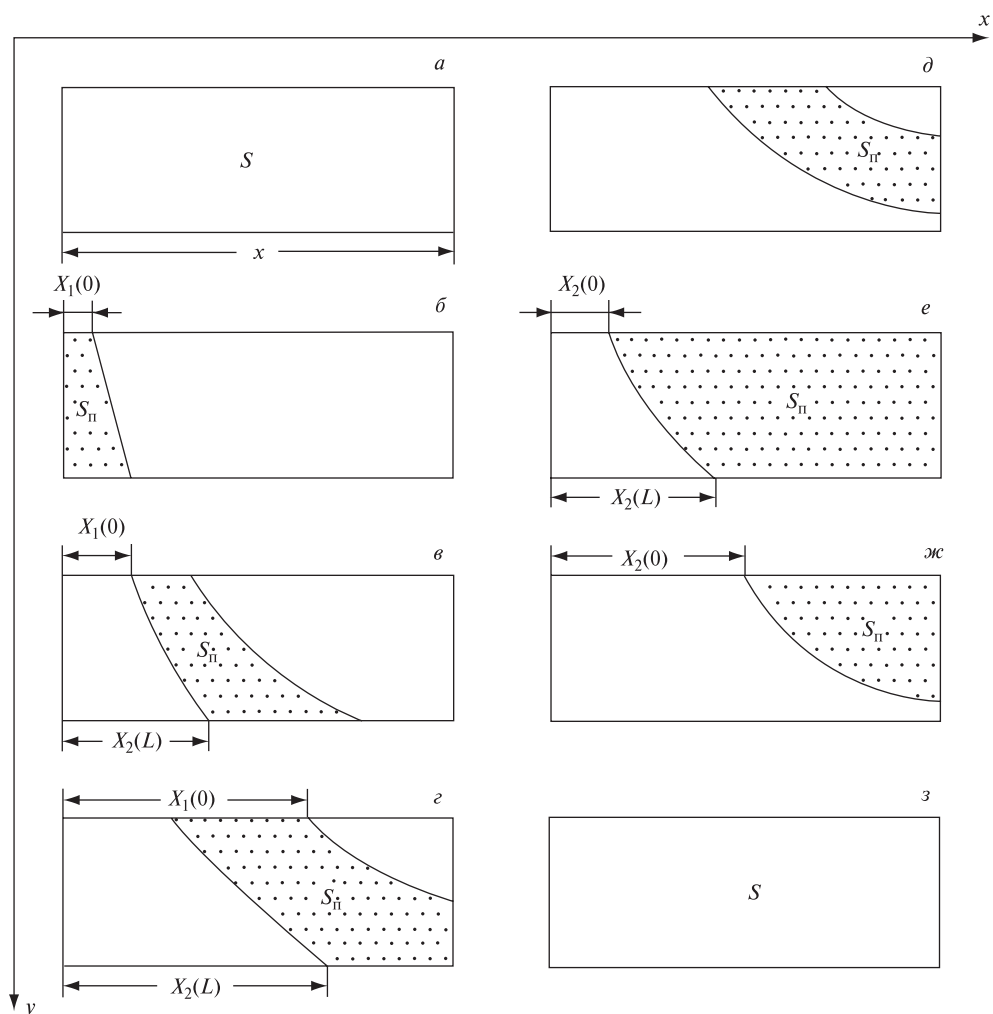 x
а
S
x
д
Sп
X1(0)
б
Sп
X2(0)
е
Sп
X2(L)
X1(0)
в
Sп
X2(L)
X2(0)
ж
Sп
X1(0)
г
Sп
X2(L)
з
S
y